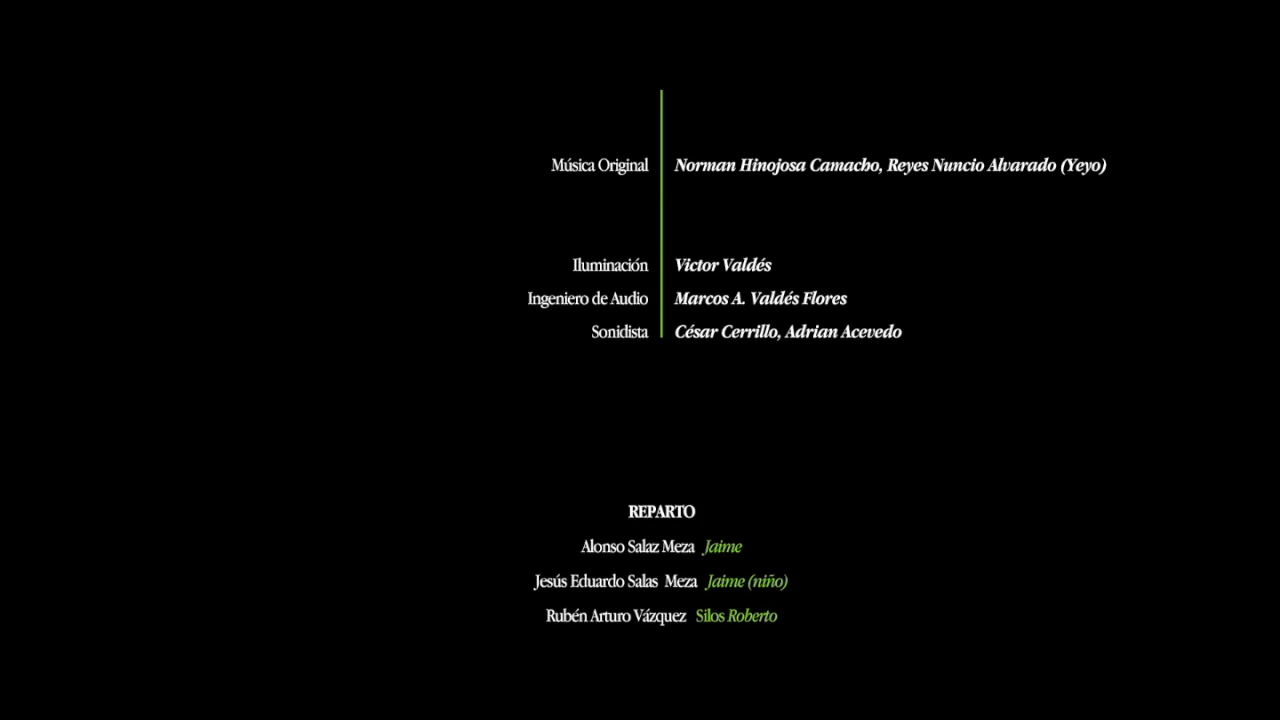 Música Original Norman Hinojosa Camacho, Reyes Nuncio Alvarado (Yeyo)
Iluminación Victor Valdés
Ingeniero de Audio Marcos A. Valdés Flores
Sonidista César Cerrillo, Adrian Acevedo
REPARTO
Alonso Salaz Meza Jaime
Jesús Eduardo Salas Meza Jaime (niño)
Rubén Arturo Vázquez Silos Roberto